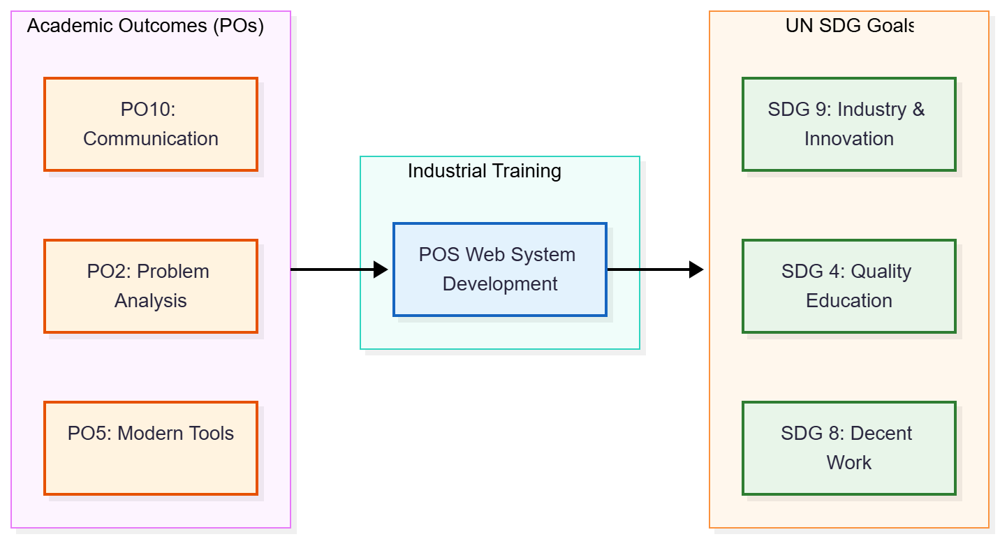 Academic Outcomes (POs)
PO10:
Communication
PO2: Problem
Analysis
PO5: Modern Tools
Industrial Training
POS Web System
Development
UN SDG Goals
SDG 9: Industry &
Innovation
SDG 4: Quality
Education
SDG 8: Decent
Work